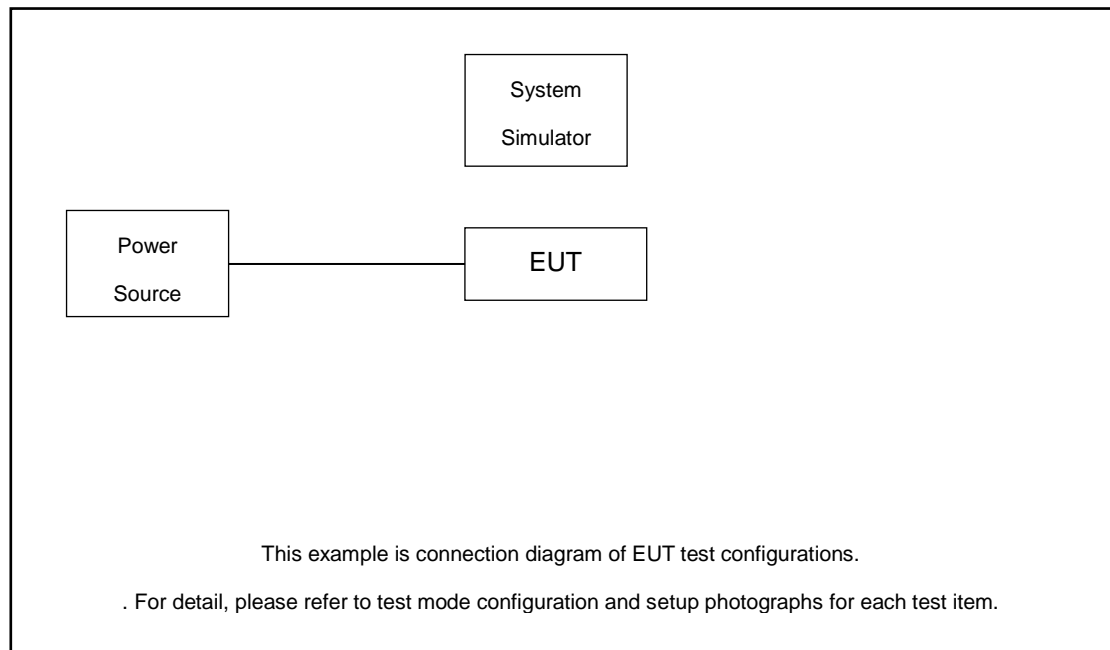 System
Simulator
Power
Source
EUT
This example is connection diagram of EUT test configurations.
. For detail, please refer to test mode configuration and setup photographs for each test item.